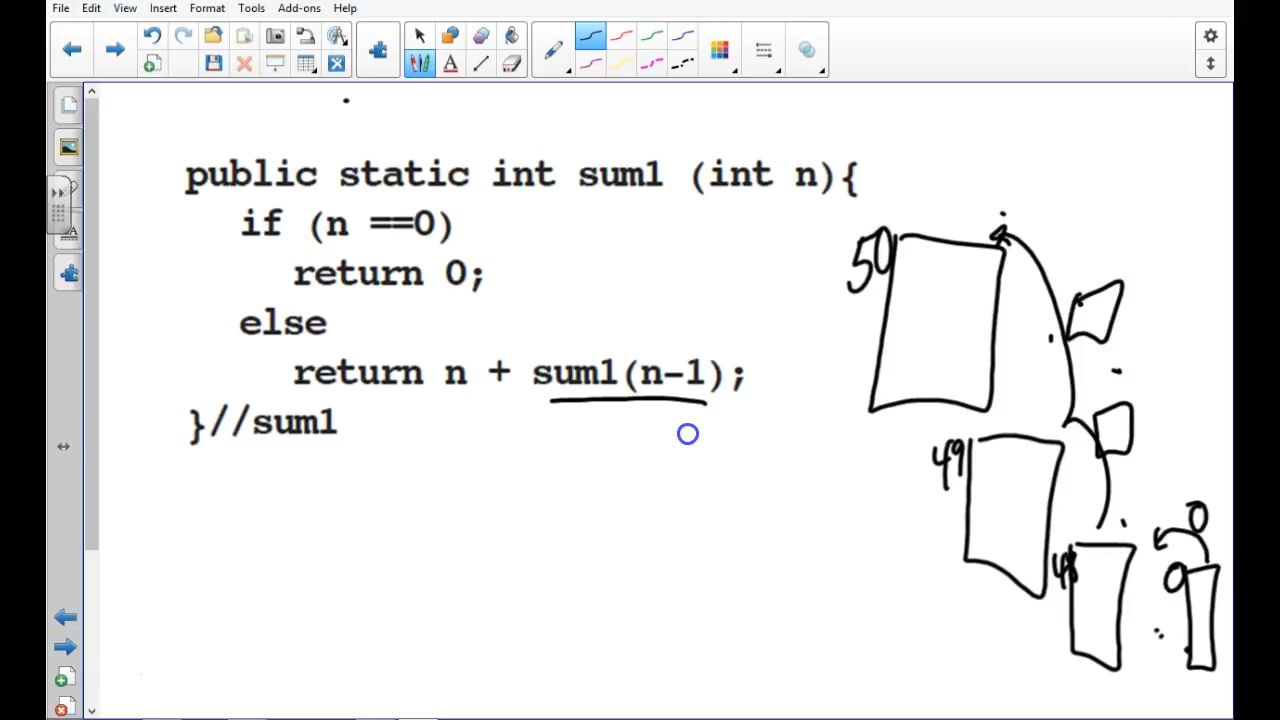 File Edit View Insert Format Tools Add-ons Help
public static int sum1 (int n){
if (n ==0)
return 0;
else
return n + sum1(n-1);
}//sum1
50
49
48
0
0